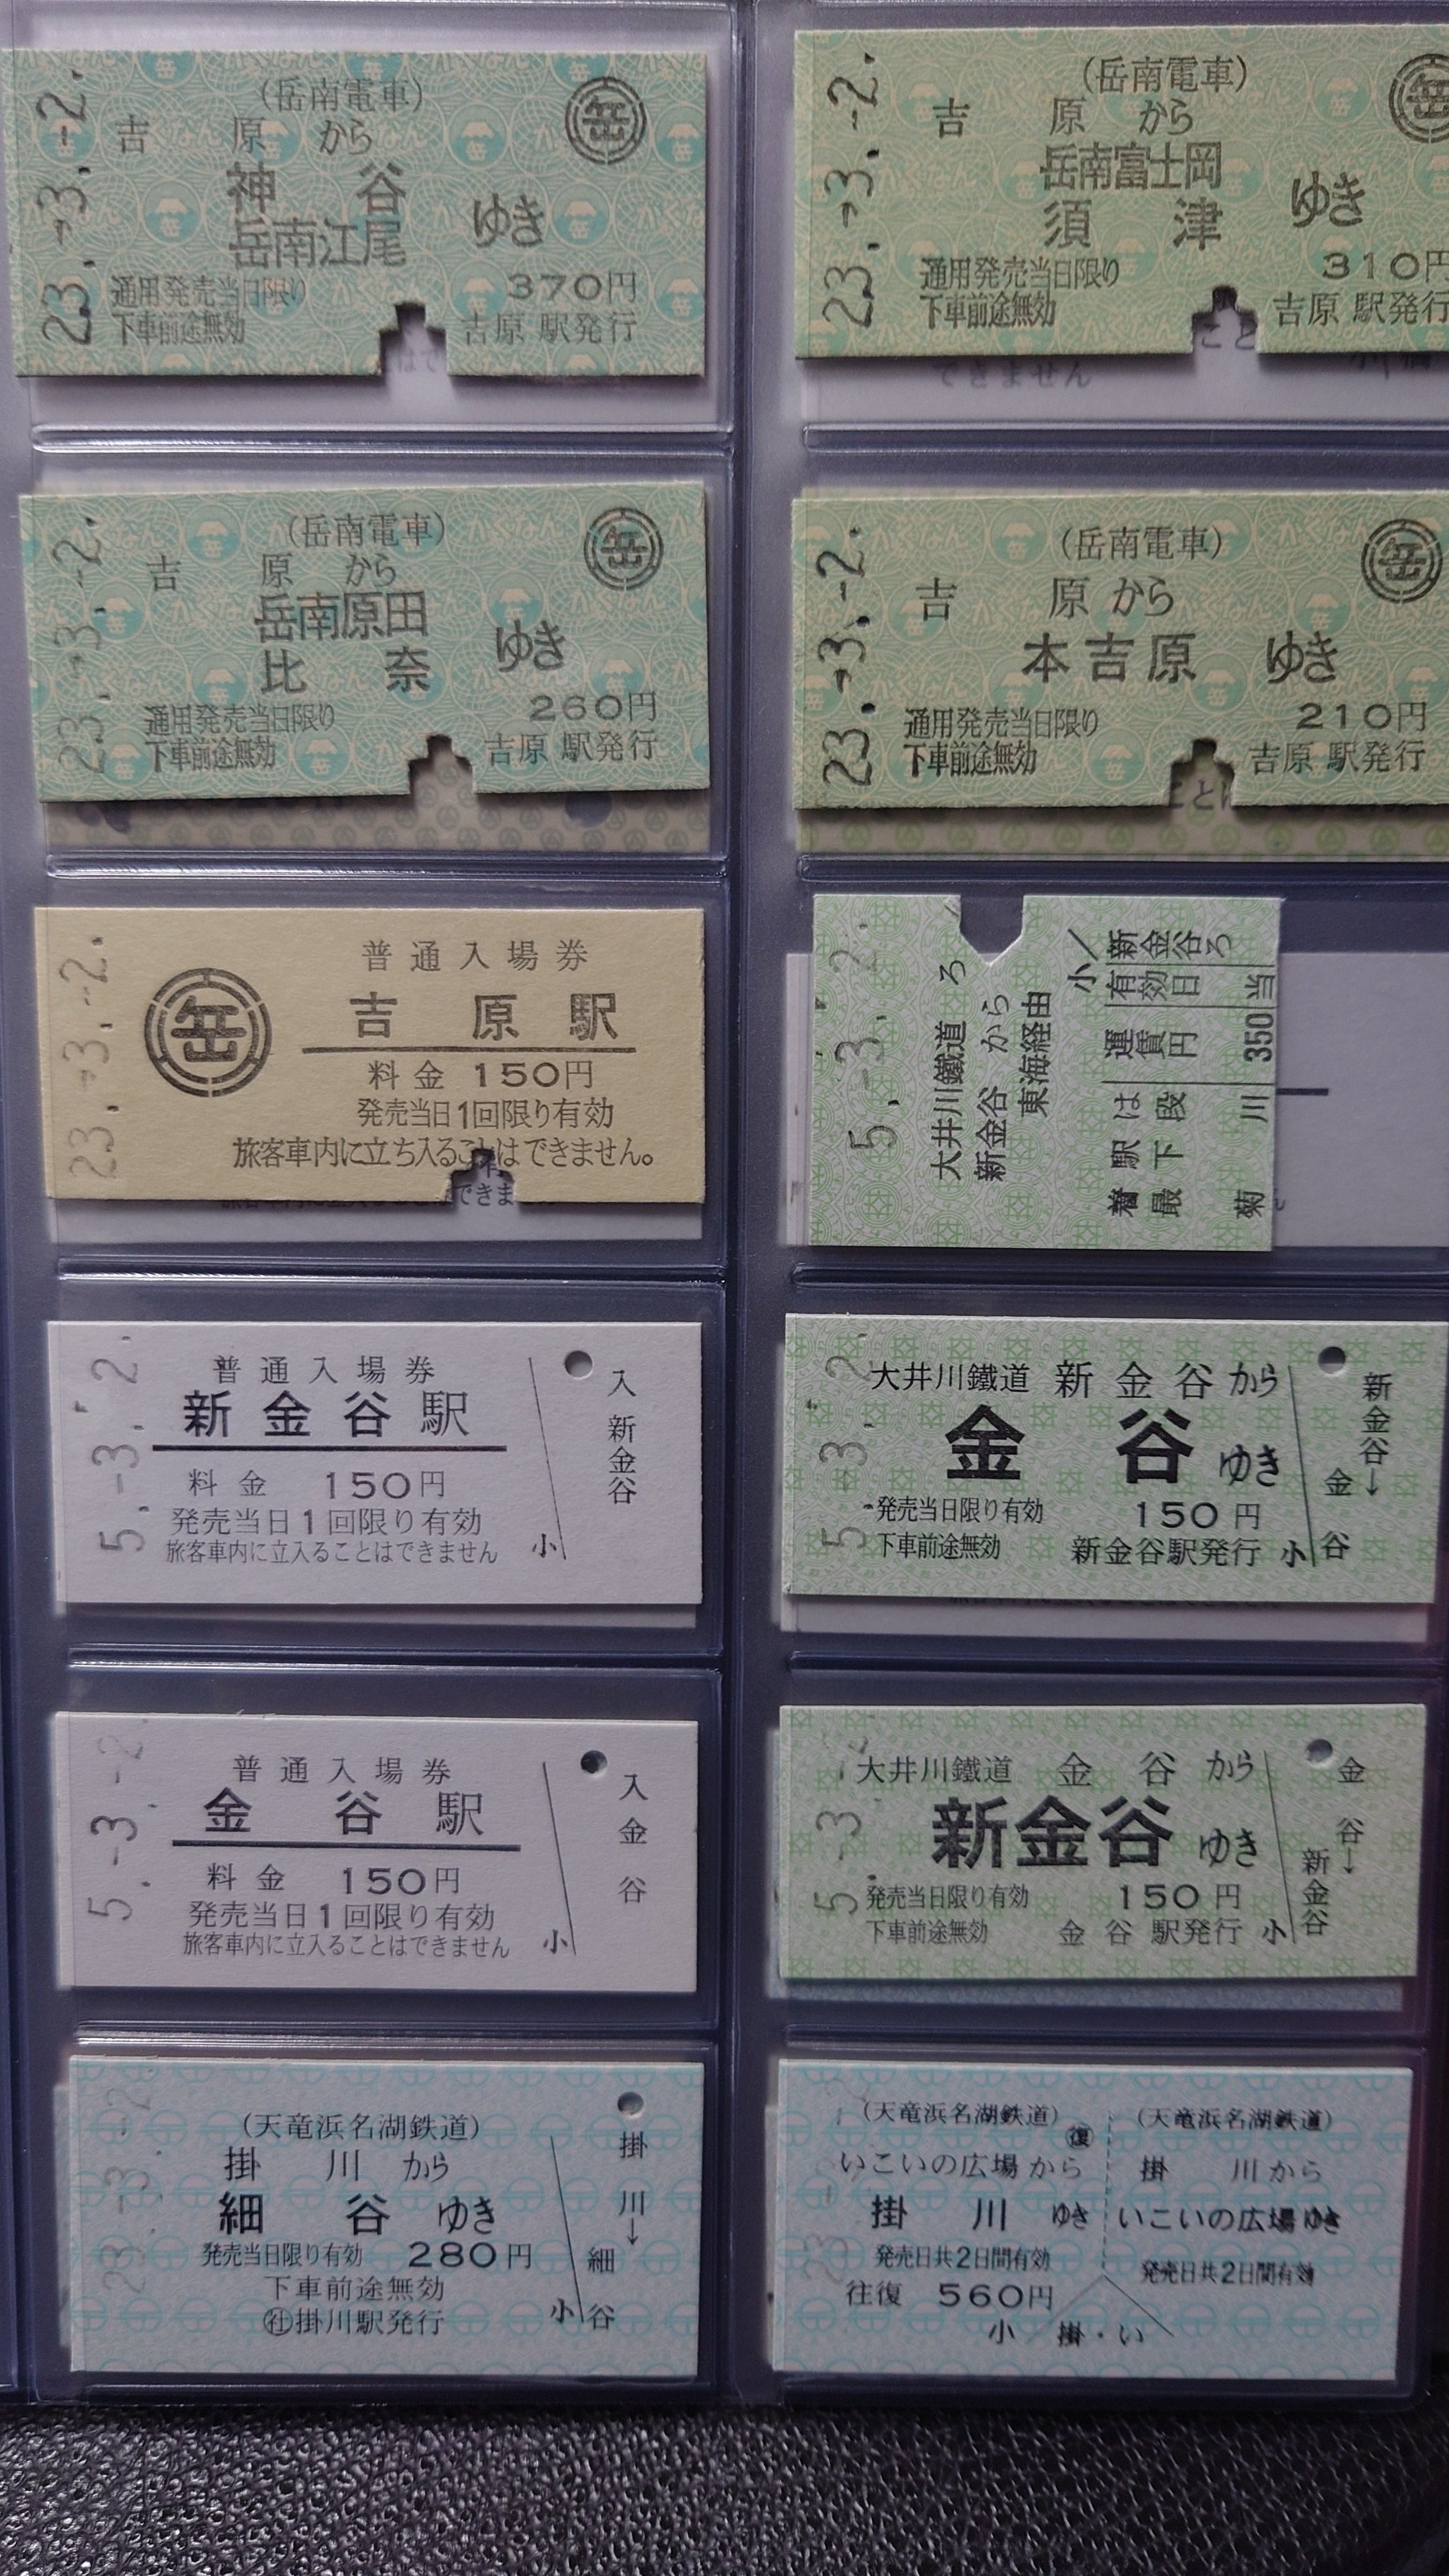 23.-3.-2.
(岳南電車)
岳
吉 原 から
神 谷
岳南江尾
ゆき
通用発売当日限り 370円
下車前途無効 吉原 駅発行
23.-3.-2.
(岳南電車)
岳
吉 原 から
岳南富士岡
須 津
ゆき
通用発売当日限り 310円
下車前途無効 吉原 駅発行
できません
23.-3.-2.
(岳南電車)
岳
吉 原 から
岳南原田
比 奈
ゆき
260円
通用発売当日限り
下車前途無効 吉原 駅発行
23.-3.-2.
(岳南電車)
岳
吉 原 から
本吉原 ゆき
210円
通用発売当日限り
下車前途無効 吉原 駅発行
23.-3.-2.
岳
普通入場券
吉 原 駅
料金 150円
発売当日1回限り有効
旅客車内に立ち入ることはできません。
5.-3.-2.
大井川鐵道 ろ
新金谷 から
東海経由
小/新金谷ろ
着駅は最下段 運賃円 有効日
菊 川 350 当
5.-3.-2.
普通入場券
新金谷駅
料金 150円
発売当日1回限り有効
旅客車内に立入ることはできません
小
入 新金谷
5.-3.-2.
大井川鐵道 新金谷から
金 谷 ゆき
発売当日限り有効 150円
下車前途無効 新金谷駅発行 小
新金谷→
金 谷
5.-3.-2.
普通入場券
金 谷 駅
料金 150円
発売当日1回限り有効
旅客車内に立入ることはできません
小
入 金 谷
5.-3.-2
大井川鐵道 金 谷 から
新金谷 ゆき
発売当日限り有効 150円
下車前途無効 金 谷 駅発行 小
金 谷→
新金谷
23.-3.-2.
(天竜浜名湖鉄道)
掛 川 から
細 谷 ゆき
発売当日限り有効 280円
下車前途無効
㈳掛川駅発行
小
掛 川→
細 谷
(天竜浜名湖鉄道)
復
いこいの広場から
掛 川 ゆき
発売日共2日間有効
往復 560円
(天竜浜名湖鉄道)
掛 川から
いこいの広場ゆき
発売日共2日間有効
小 掛・い